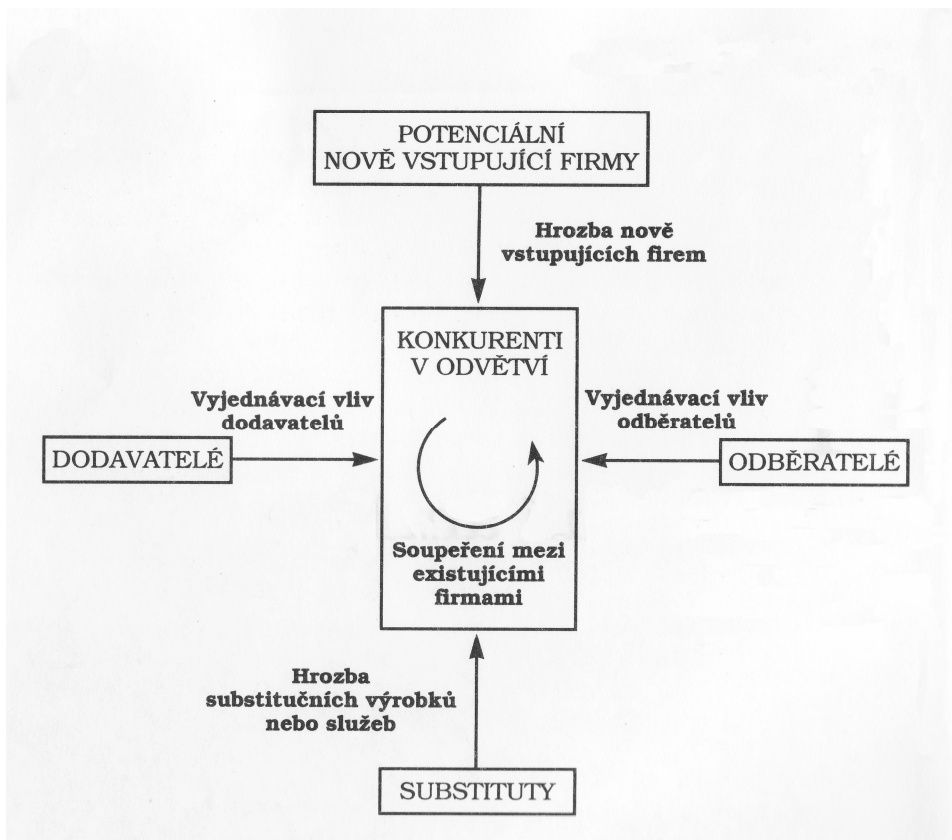 POTENCIÁLNÍ
NOVĚ VSTUPUJÍCÍ FIRMY
Hrozba nově
vstupujících firem
KONKURENTI
V ODVĚTVÍ
Vyjednávací vliv
dodavatelů
Vyjednávací vliv
odběratelů
DODAVATELÉ
ODBĚRATELÉ
Soupeření mezi
existujícími
firmami
Hrozba
substitučních výrobků
nebo služeb
SUBSTITUTY